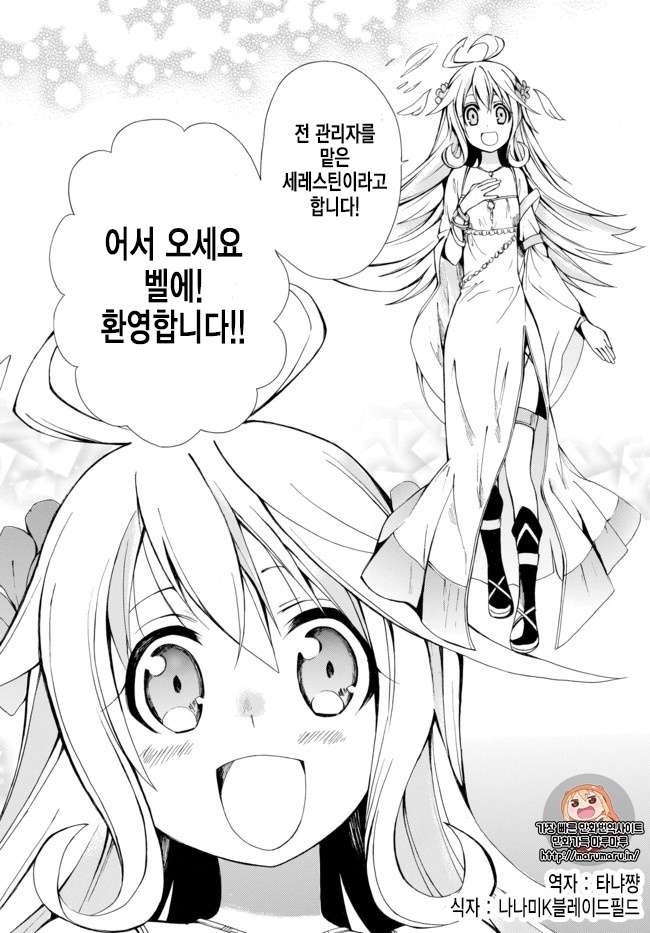 전 관리자를
맡은
세레스틴이라고
합니다!
어서 오세요
벨에!
환영합니다!!
가장 빠른 만화번역사이트
만화가득 마루마루
http://marumaru.in/
역자 : 타냐쨩
식자 : 나나미K블레이드필드